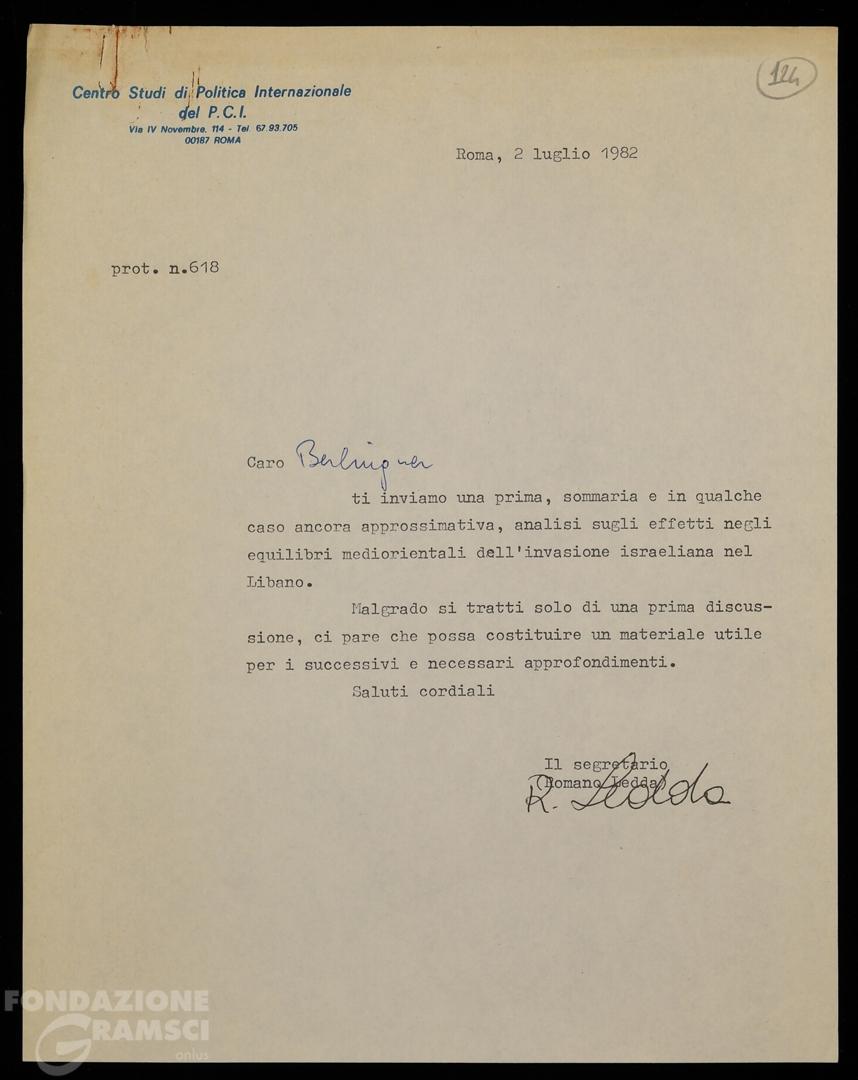 124
Centro Studi di Politica Internazionale
del P.C.I.
Via IV Novembre, 114 - Tel. 67.93.705
00187 ROMA
Roma, 2 luglio 1982
prot. n.618
Caro Berlinguer
ti inviamo una prima, sommaria e in qualche
caso ancora approssimativa, analisi sugli effetti negli
equilibri mediorientali dell'invasione israeliana nel
Libano.
Malgrado si tratti solo di una prima discus-
sione, ci pare che possa costituire un materiale utile
per i successivi e necessari approfondimenti.
Saluti cordiali
Il segretario
(Romano Ledda)
R. Ledda
FONDAZIONE
GRAMSCI
onlus